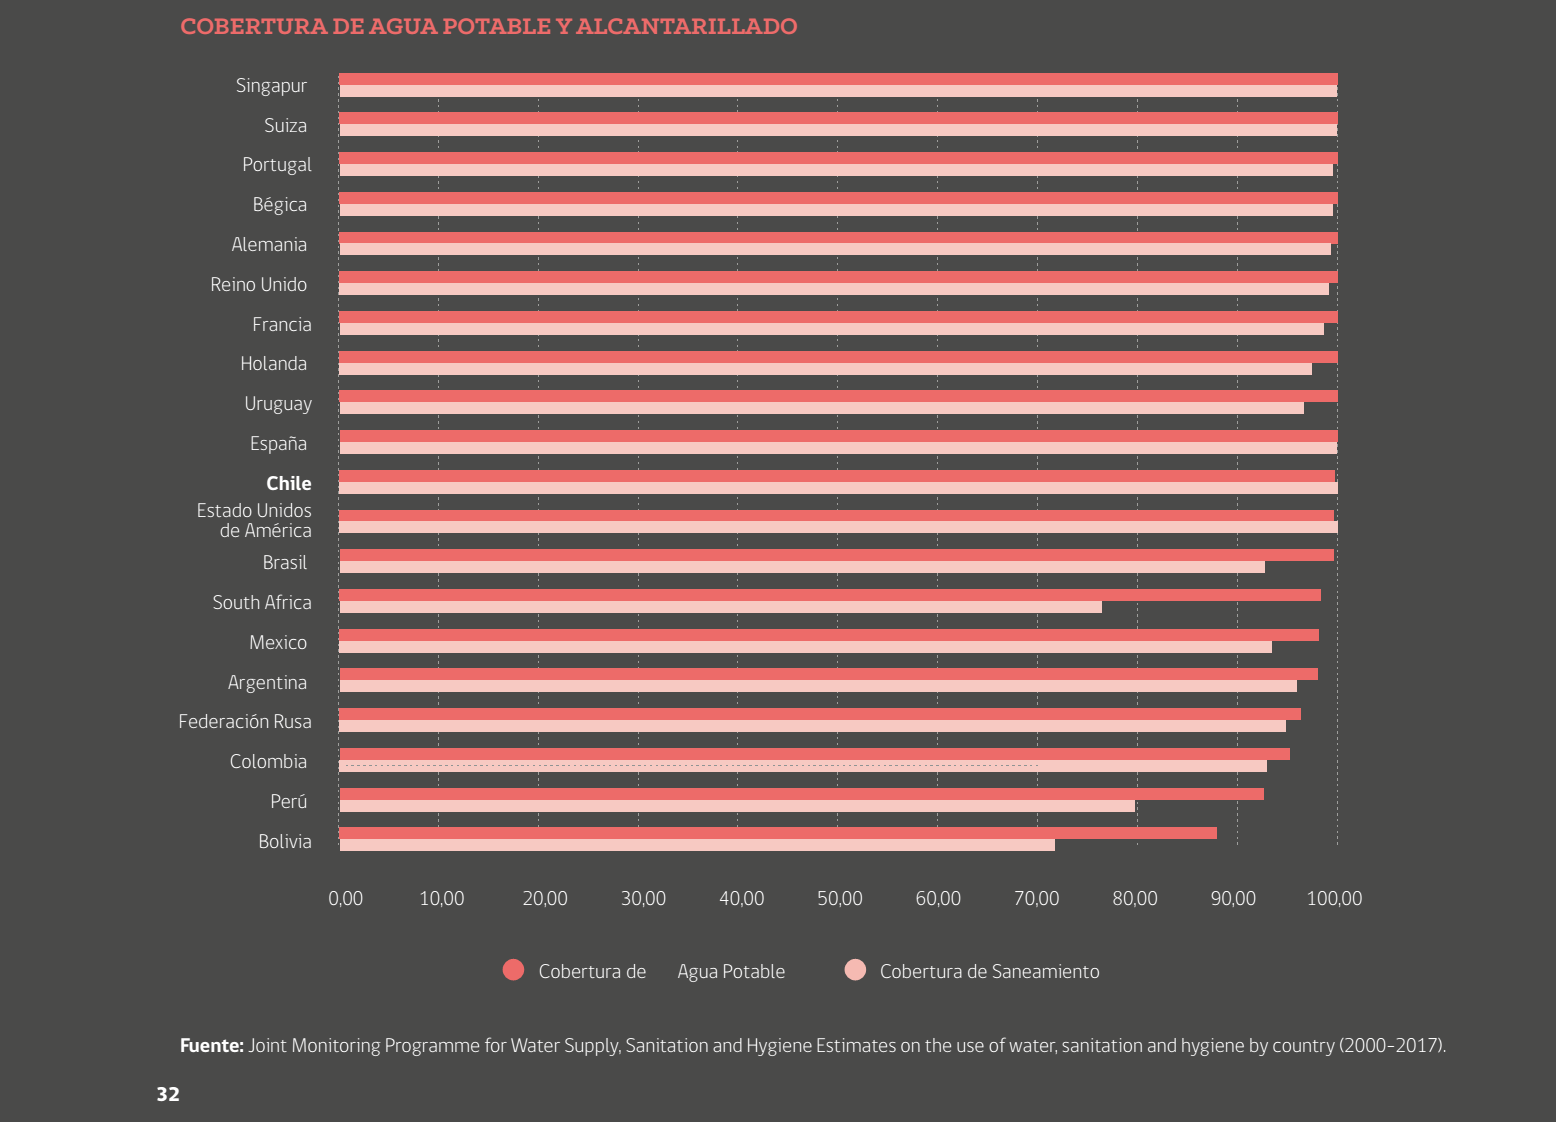 COBERTURA DE AGUA POTABLE Y ALCANTARILLADO
Singapur
Suiza
Portugal
Bégica
Alemania
Reino Unido
Francia
Holanda
Uruguay
España
Chile
Estado Unidos
de América
Brasil
South Africa
Mexico
Argentina
Federación Rusa
Colombia
Perú
Bolivia
0,00 10,00 20,00 30,00 40,00 50,00 60,00 70,00 80,00 90,00 100,00
Cobertura de Agua Potable Cobertura de Saneamiento
Fuente: Joint Monitoring Programme for Water Supply, Sanitation and Hygiene Estimates on the use of water, sanitation and hygiene by country (2000-2017).
32